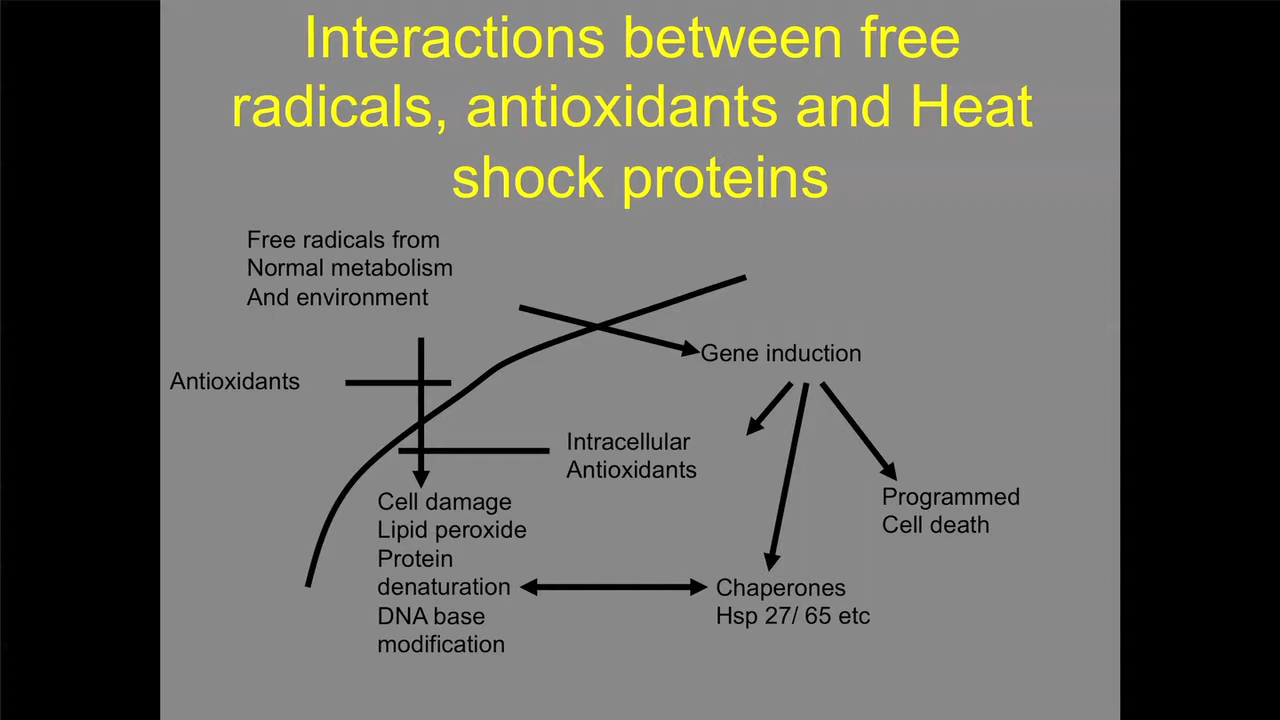 Interactions between free
radicals, antioxidants and Heat
shock proteins
Free radicals from
Normal metabolism
And environment
Gene induction
Antioxidants
Intracellular
Antioxidants
Programmed
Cell death
Cell damage
Lipid peroxide
Protein
denaturation
DNA base
modification
Chaperones
Hsp 27/ 65 etc